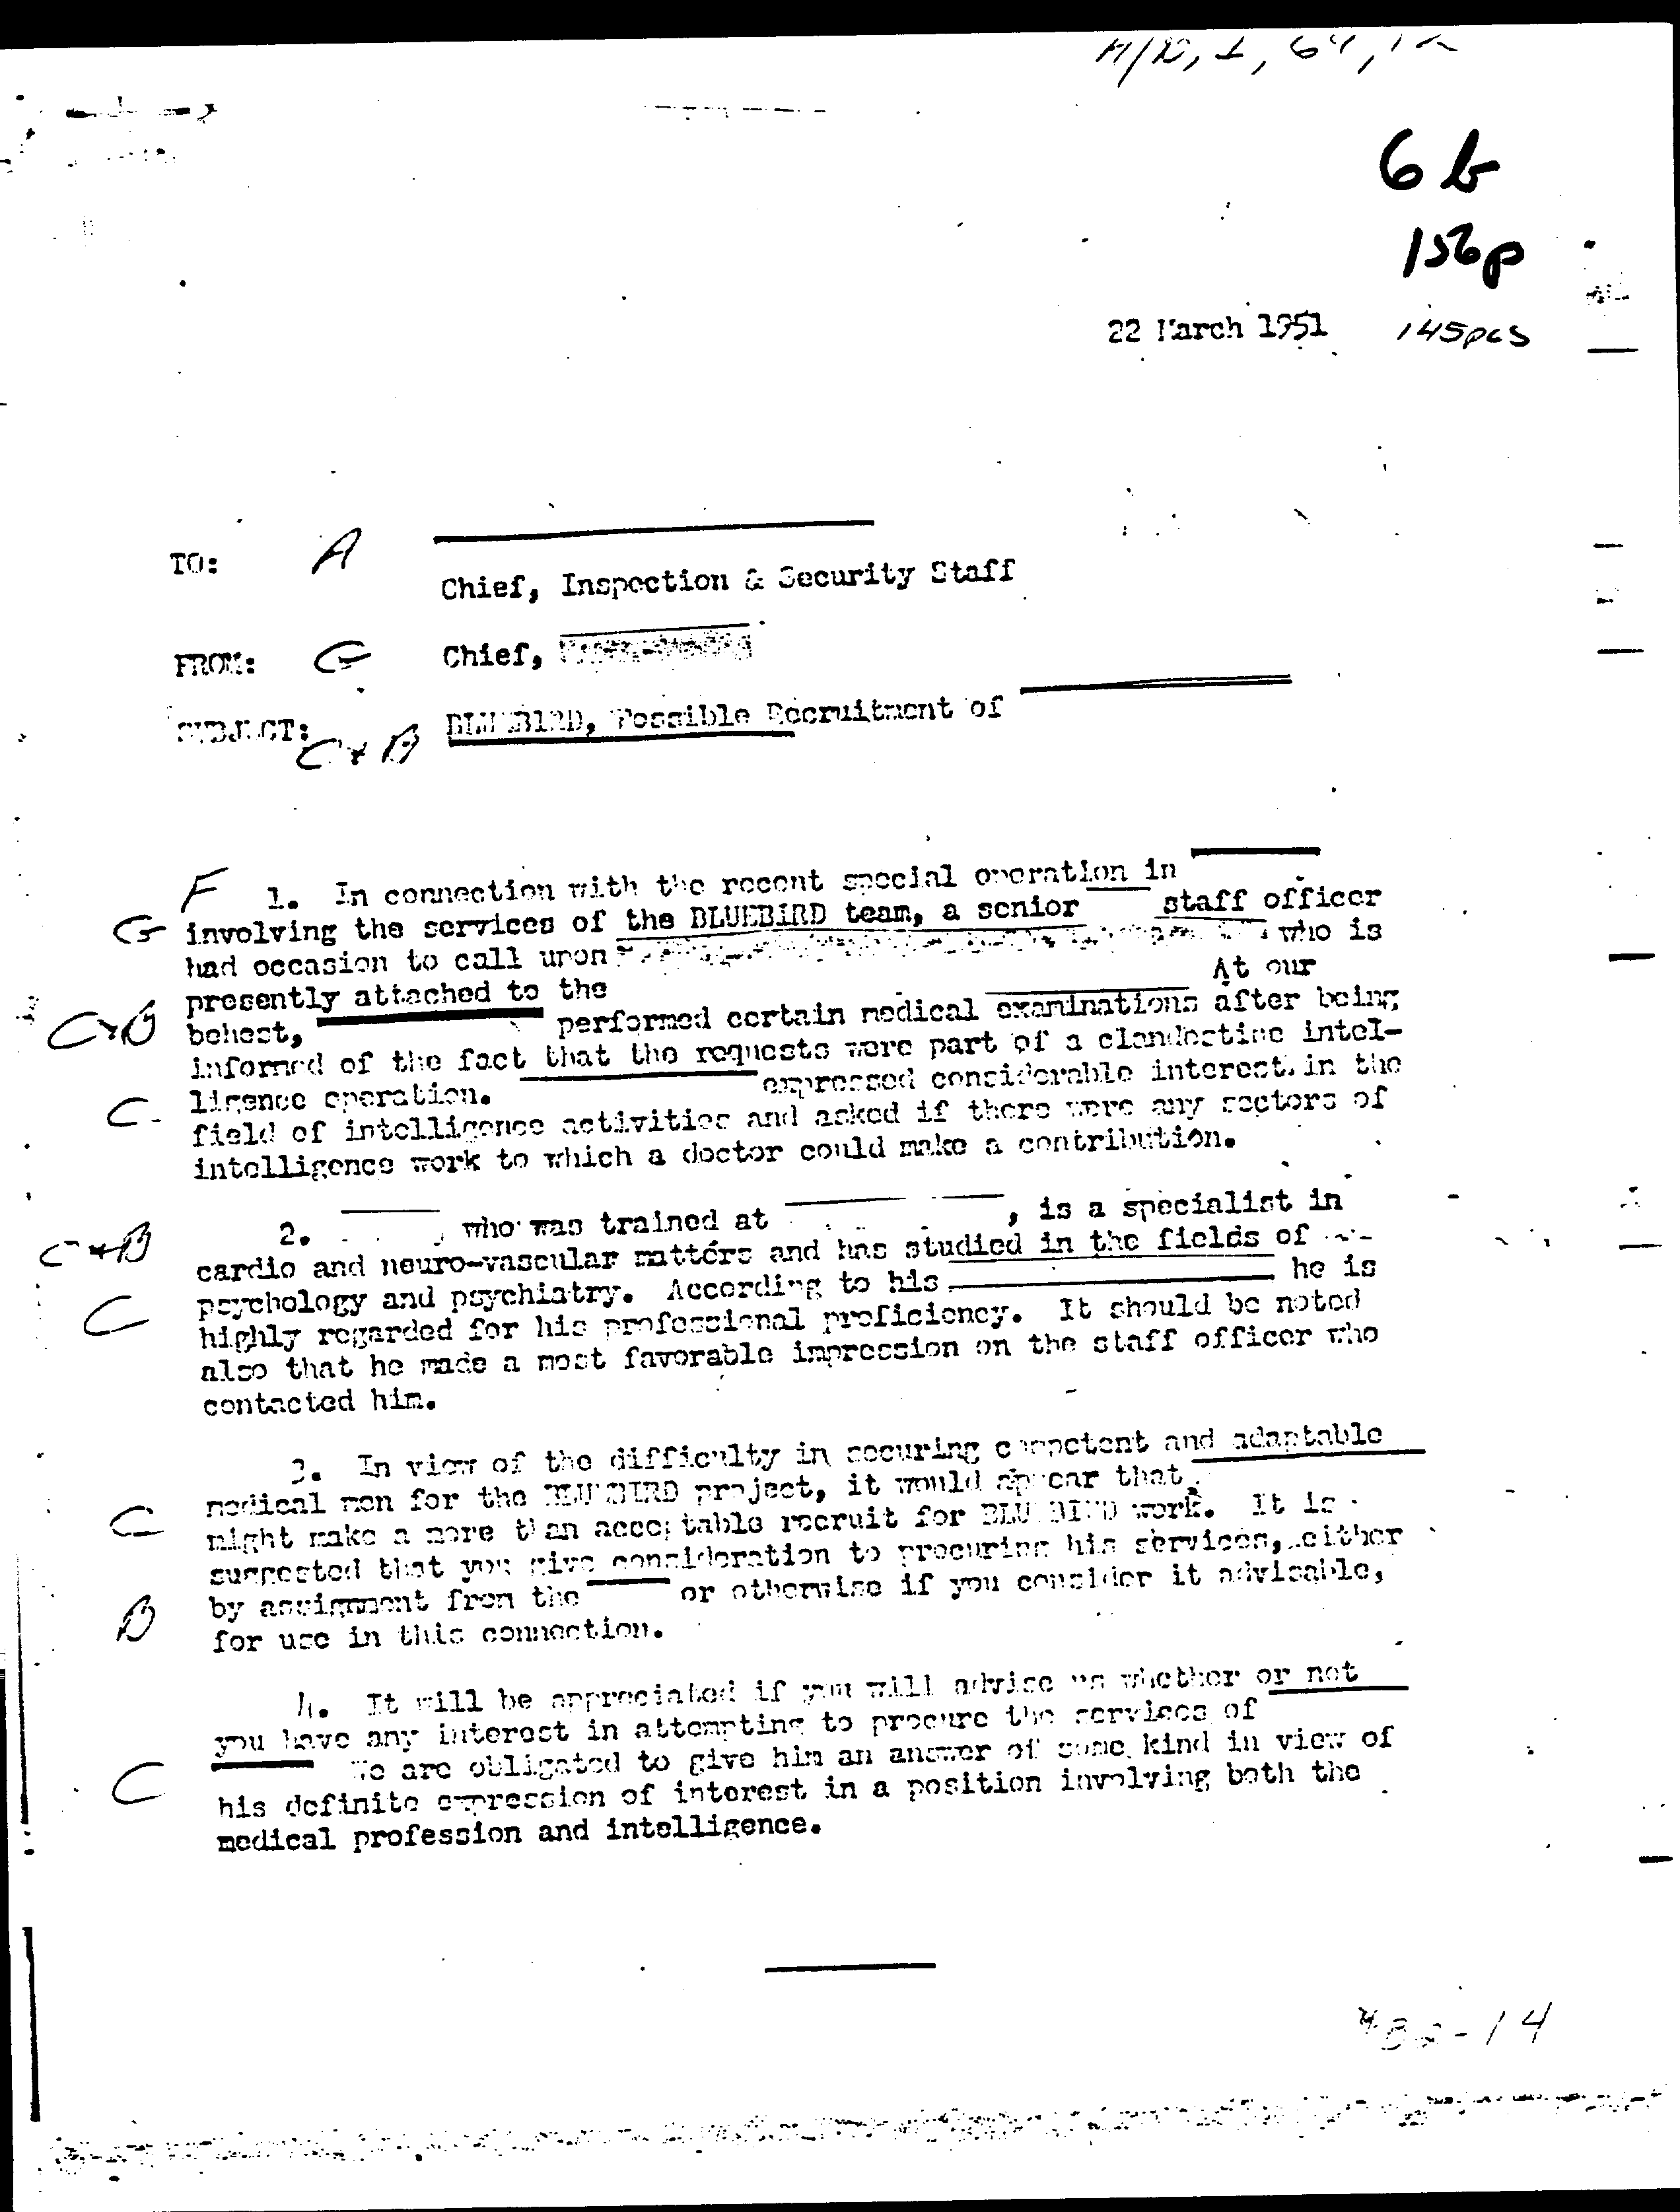 6 b
156p
22 March 1951 145pcs
TO: A
Chief, Inspection & Security Staff
FROM: G Chief,
SUBJECT: C+B BLUEBIRD, Possible Recruitment of
F 1. In connection with the recent special operation in
G involving the services of the BLUEBIRD team, a senior staff officer
had occasion to call upon who is
presently attached to the At our
C+B behest, performed certain medical examinations after being
informed of the fact that the requests were part of a clandestine intel-
ligence operation. expressed considerable interest in the
C- field of intelligence activities and asked if there were any sectors of
intelligence work to which a doctor could make a contribution.
C+B 2. , who was trained at , is a specialist in
cardio and neuro-vascular matters and has studied in the fields of
psychology and psychiatry. According to his he is
C highly regarded for his professional proficiency. It should be noted
also that he made a most favorable impression on the staff officer who
contacted him.
3. In view of the difficulty in securing competent and adaptable
medical men for the BLUEBIRD project, it would appear that
C might make a more than acceptable recruit for BLUEBIRD work. It is
suggested that you give consideration to procuring his services, either
B by assignment from the or otherwise if you consider it advisable,
for use in this connection.
4. It will be appreciated if you will advise us whether or not
you have any interest in attempting to procure the services of
We are obligated to give him an answer of some kind in view of
C his definite expression of interest in a position involving both the
medical profession and intelligence.